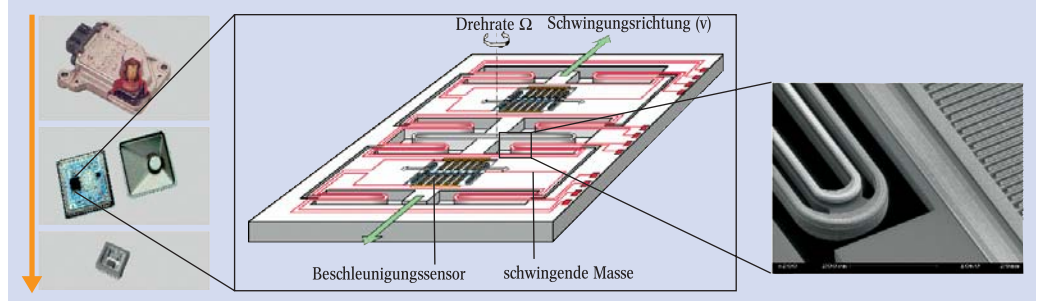 Drehrate Ω
Schwingungsrichtung (v)
Beschleunigungssensor
schwingende Masse